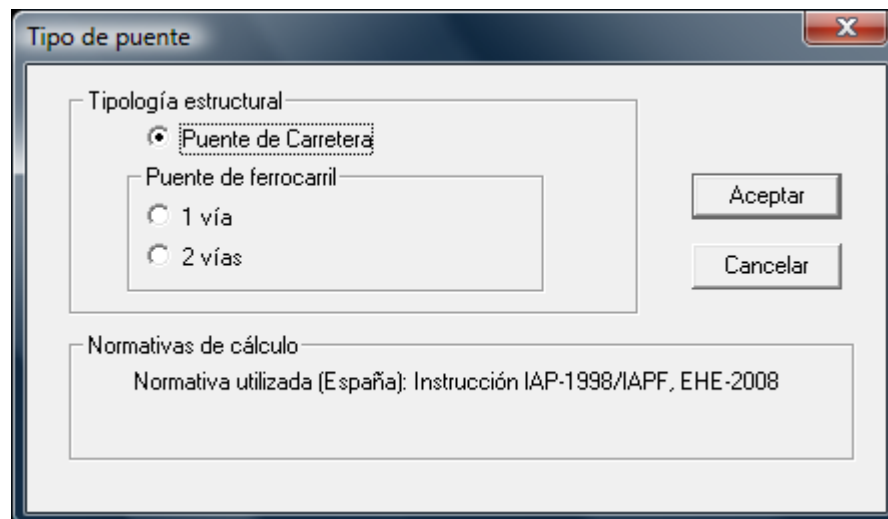 Tipo de puente
Tipología estructural
Puente de Carretera
Puente de ferrocarril
1 vía
2 vías
Aceptar
Cancelar
Normativas de cálculo
Normativa utilizada (España): Instrucción IAP-1998/IAPF, EHE-2008